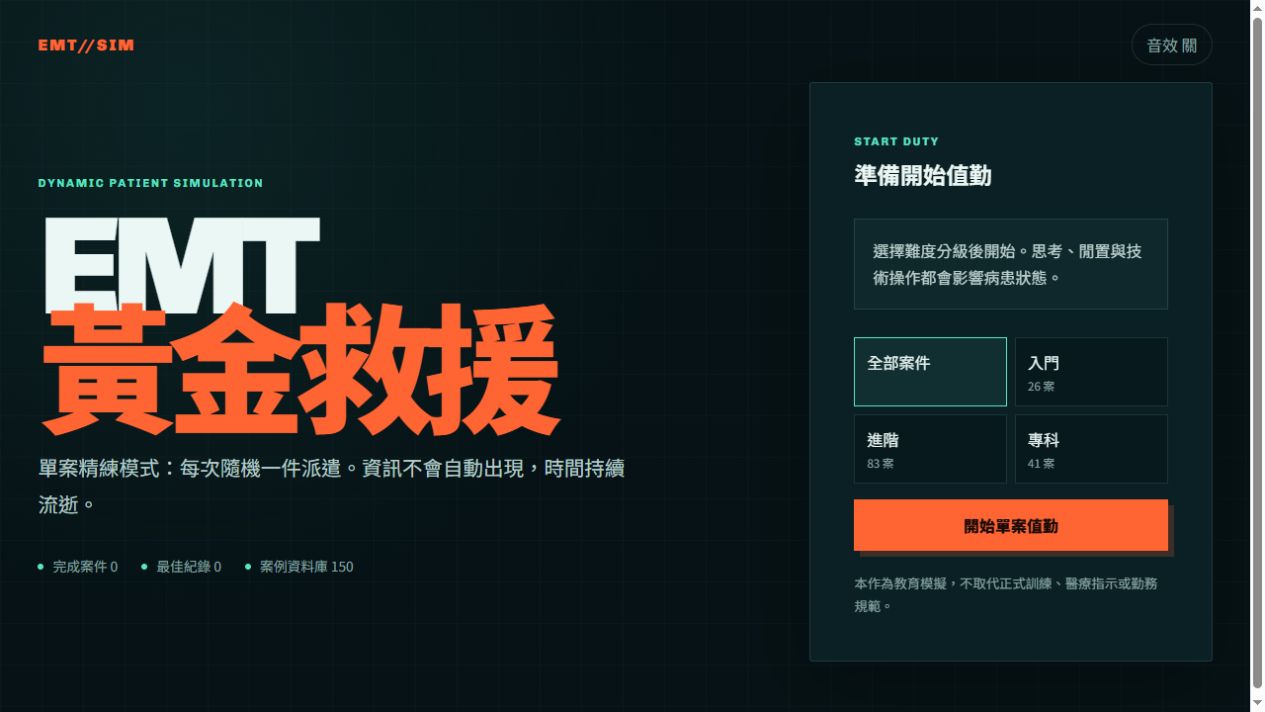 EMT//SIM
音效 關
DYNAMIC PATIENT SIMULATION
EMT
黃金救援
單案精練模式：每次隨機一件派遣。資訊不會自動出現，時間持續
流逝。
完成案件 0
最佳紀錄 0
案例資料庫 150
START DUTY
準備開始值勤
選擇難度分級後開始。思考、閒置與技
術操作都會影響病患狀態。
全部案件
入門
26 案
進階
83 案
專科
41 案
開始單案值勤
本作為教育模擬，不取代正式訓練、醫療指示或勤務
規範。